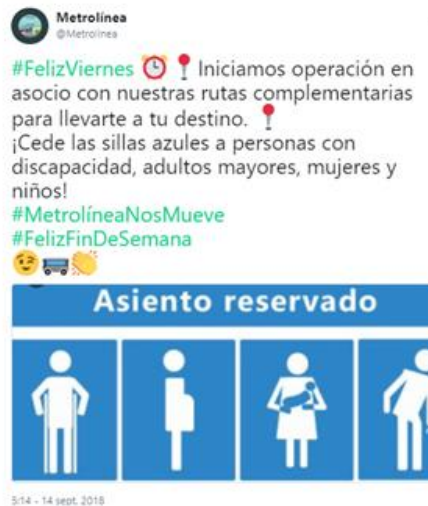 Metrolínea
@Metrolinea
#FelizViernes Iniciamos operación en
asocio con nuestras rutas complementarias
para llevarte a tu destino.
¡Cede las sillas azules a personas con
discapacidad, adultos mayores, mujeres y
niños!
#MetrolíneaNosMueve
#FelizFinDeSemana
Asiento reservado
5:14 - 14 sept. 2018